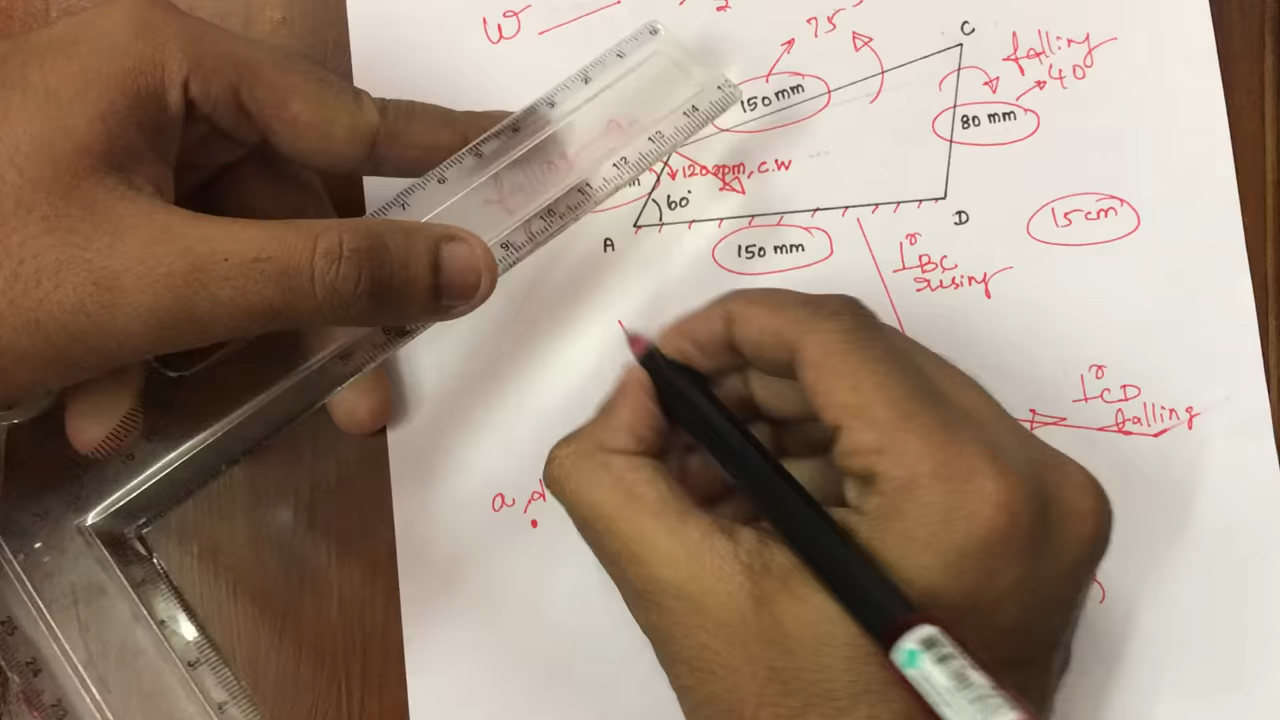 W
75
C
falling
40
150 mm
80 mm
120 rpm, C.W
60°
A
D
15 cm
150 mm
⊥r BC
rising
⊥r CD
falling
a, d